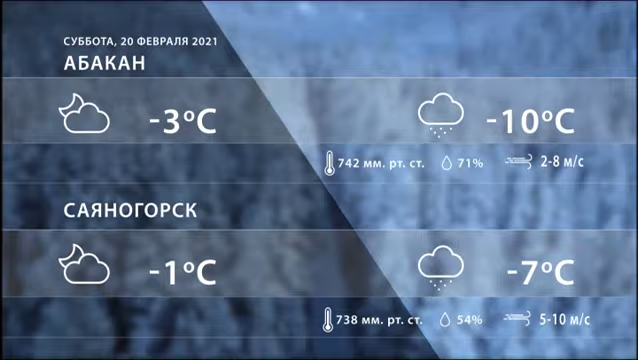 СУББОТА, 20 ФЕВРАЛЯ 2021
АБАКАН
-3°C
-10°C
742 мм. рт. ст.
71%
2-8 м/с
САЯНОГОРСК
-1°C
-7°C
738 мм. рт. ст.
54%
5-10 м/с